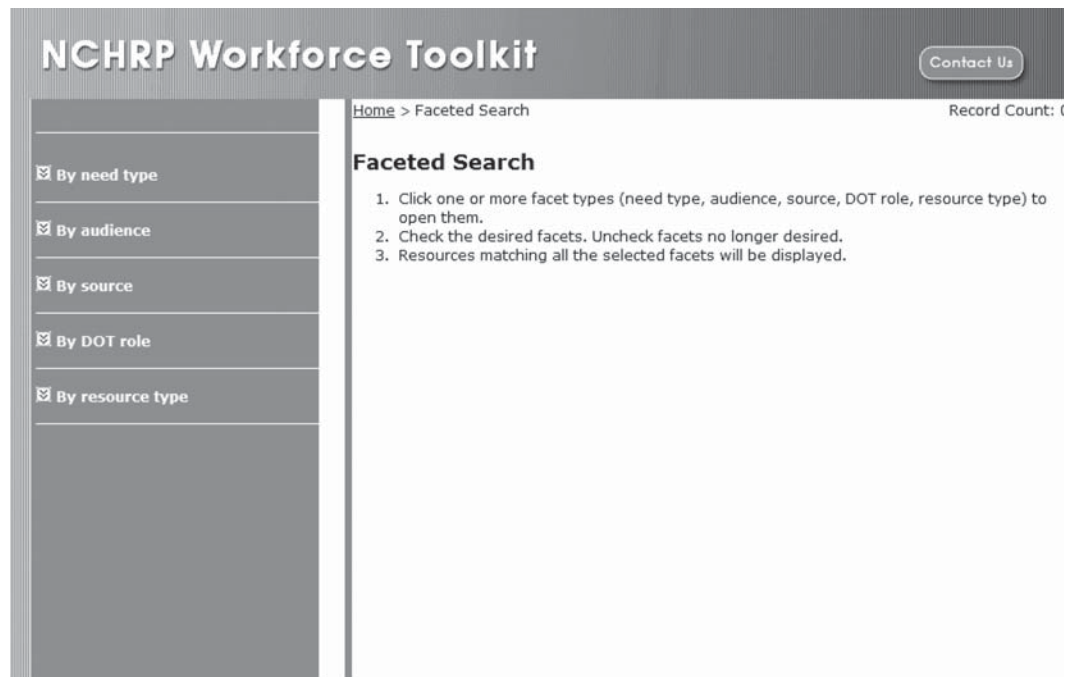 NCHRP Workforce Toolkit
Contact Us
Home > Faceted Search
Record Count:
By need type
By audience
By source
By DOT role
By resource type
Faceted Search
1. Click one or more facet types (need type, audience, source, DOT role, resource type) to
open them.
2. Check the desired facets. Uncheck facets no longer desired.
3. Resources matching all the selected facets will be displayed.